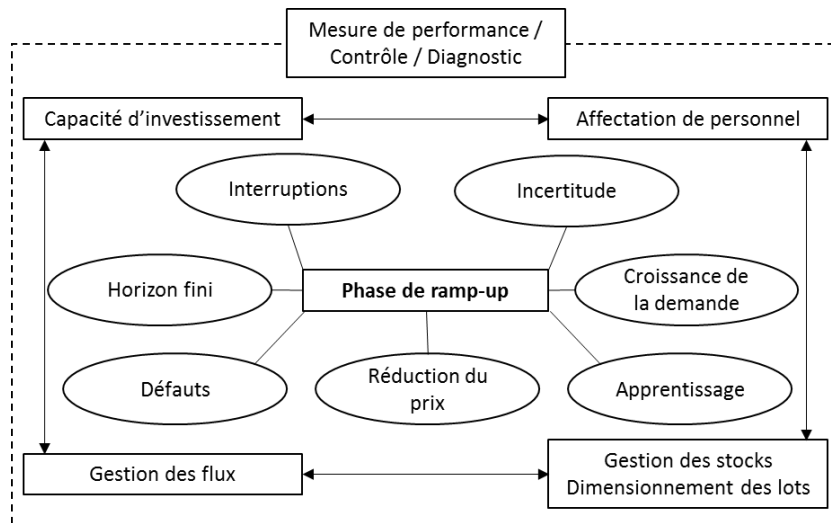 Mesure de performance /
Contrôle / Diagnostic
Capacité d’investissement
Affectation de personnel
Interruptions
Incertitude
Horizon fini
Phase de ramp-up
Croissance de
la demande
Défauts
Réduction du
prix
Apprentissage
Gestion des flux
Gestion des stocks
Dimensionnement des lots